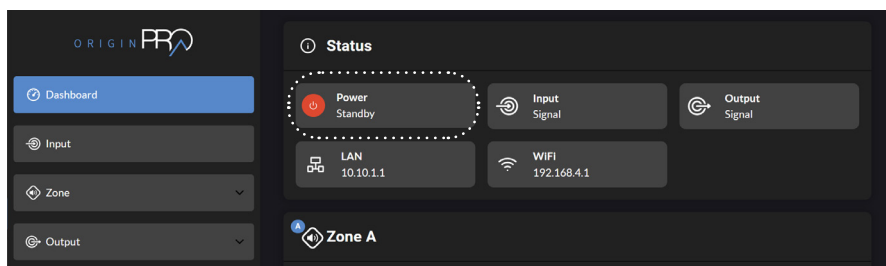 ORIGIN PRO
Status
Dashboard
Power
Standby
Input
Signal
Output
Signal
Input
LAN
10.10.1.1
WiFi
192.168.4.1
Zone
A
Zone A
Output